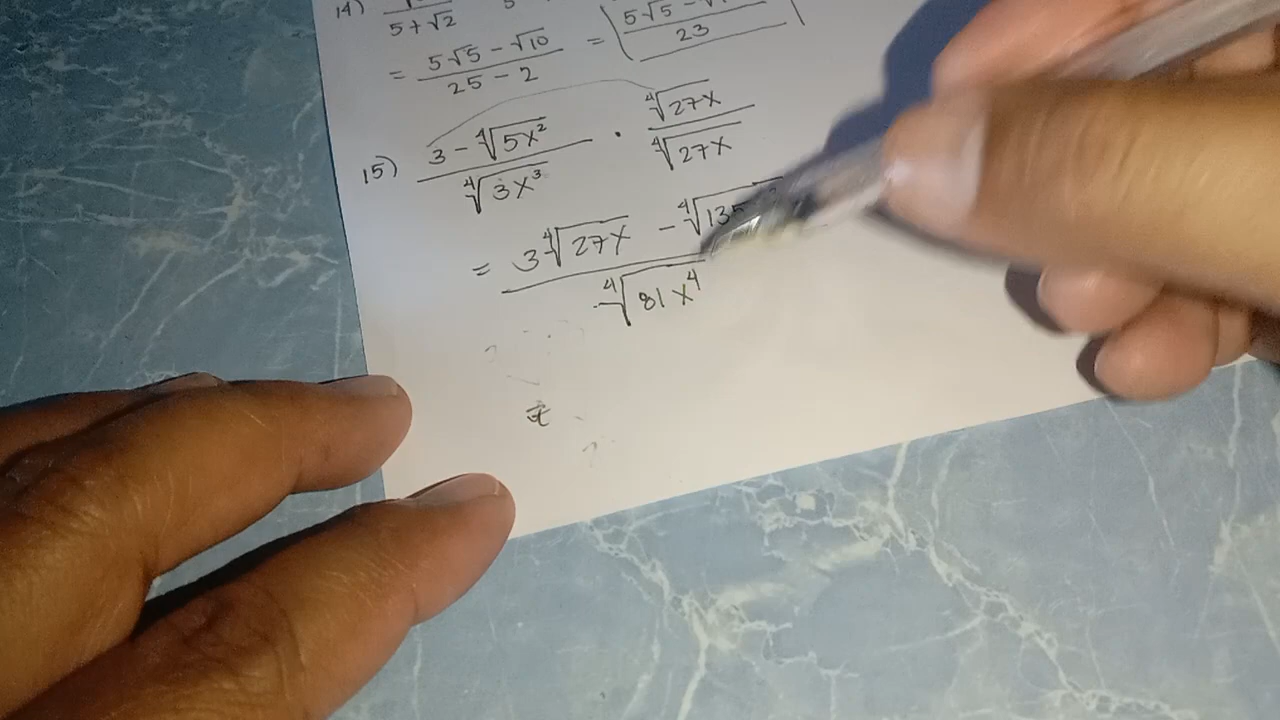 14) 5+√2 5
= 5√5 - √10 / 25 - 2 = 5√5 - √ / 23
15) 3 - ∜5x² / ∜3x³ · ∜27x / ∜27x
= 3∜27x - ∜135 / ∜81x⁴
=